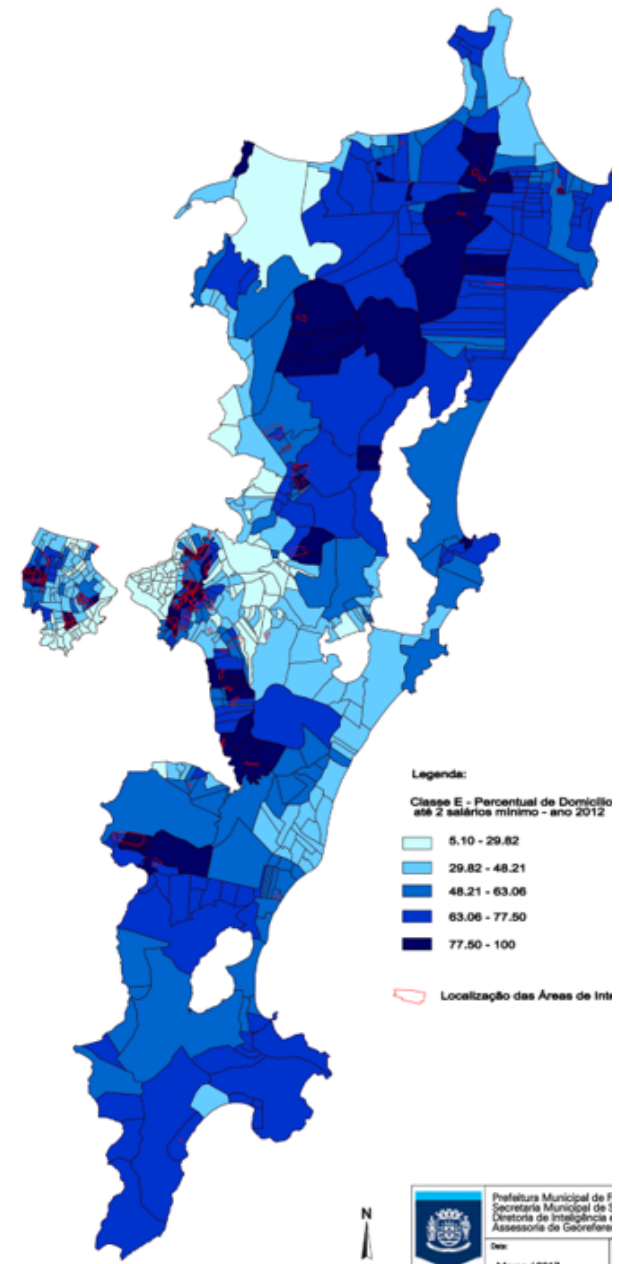 Legenda:
Classe E - Percentual de Domicílio
até 2 salários mínimo - ano 2012
5.10 - 29.82
29.82 - 48.21
48.21 - 63.06
63.06 - 77.50
77.50 - 100
Localização das Áreas de Inte
N
Prefeitura Municipal de F
Secretaria Municipal de S
Diretoria de Inteligência e
Assessoria de Georefere
Data: